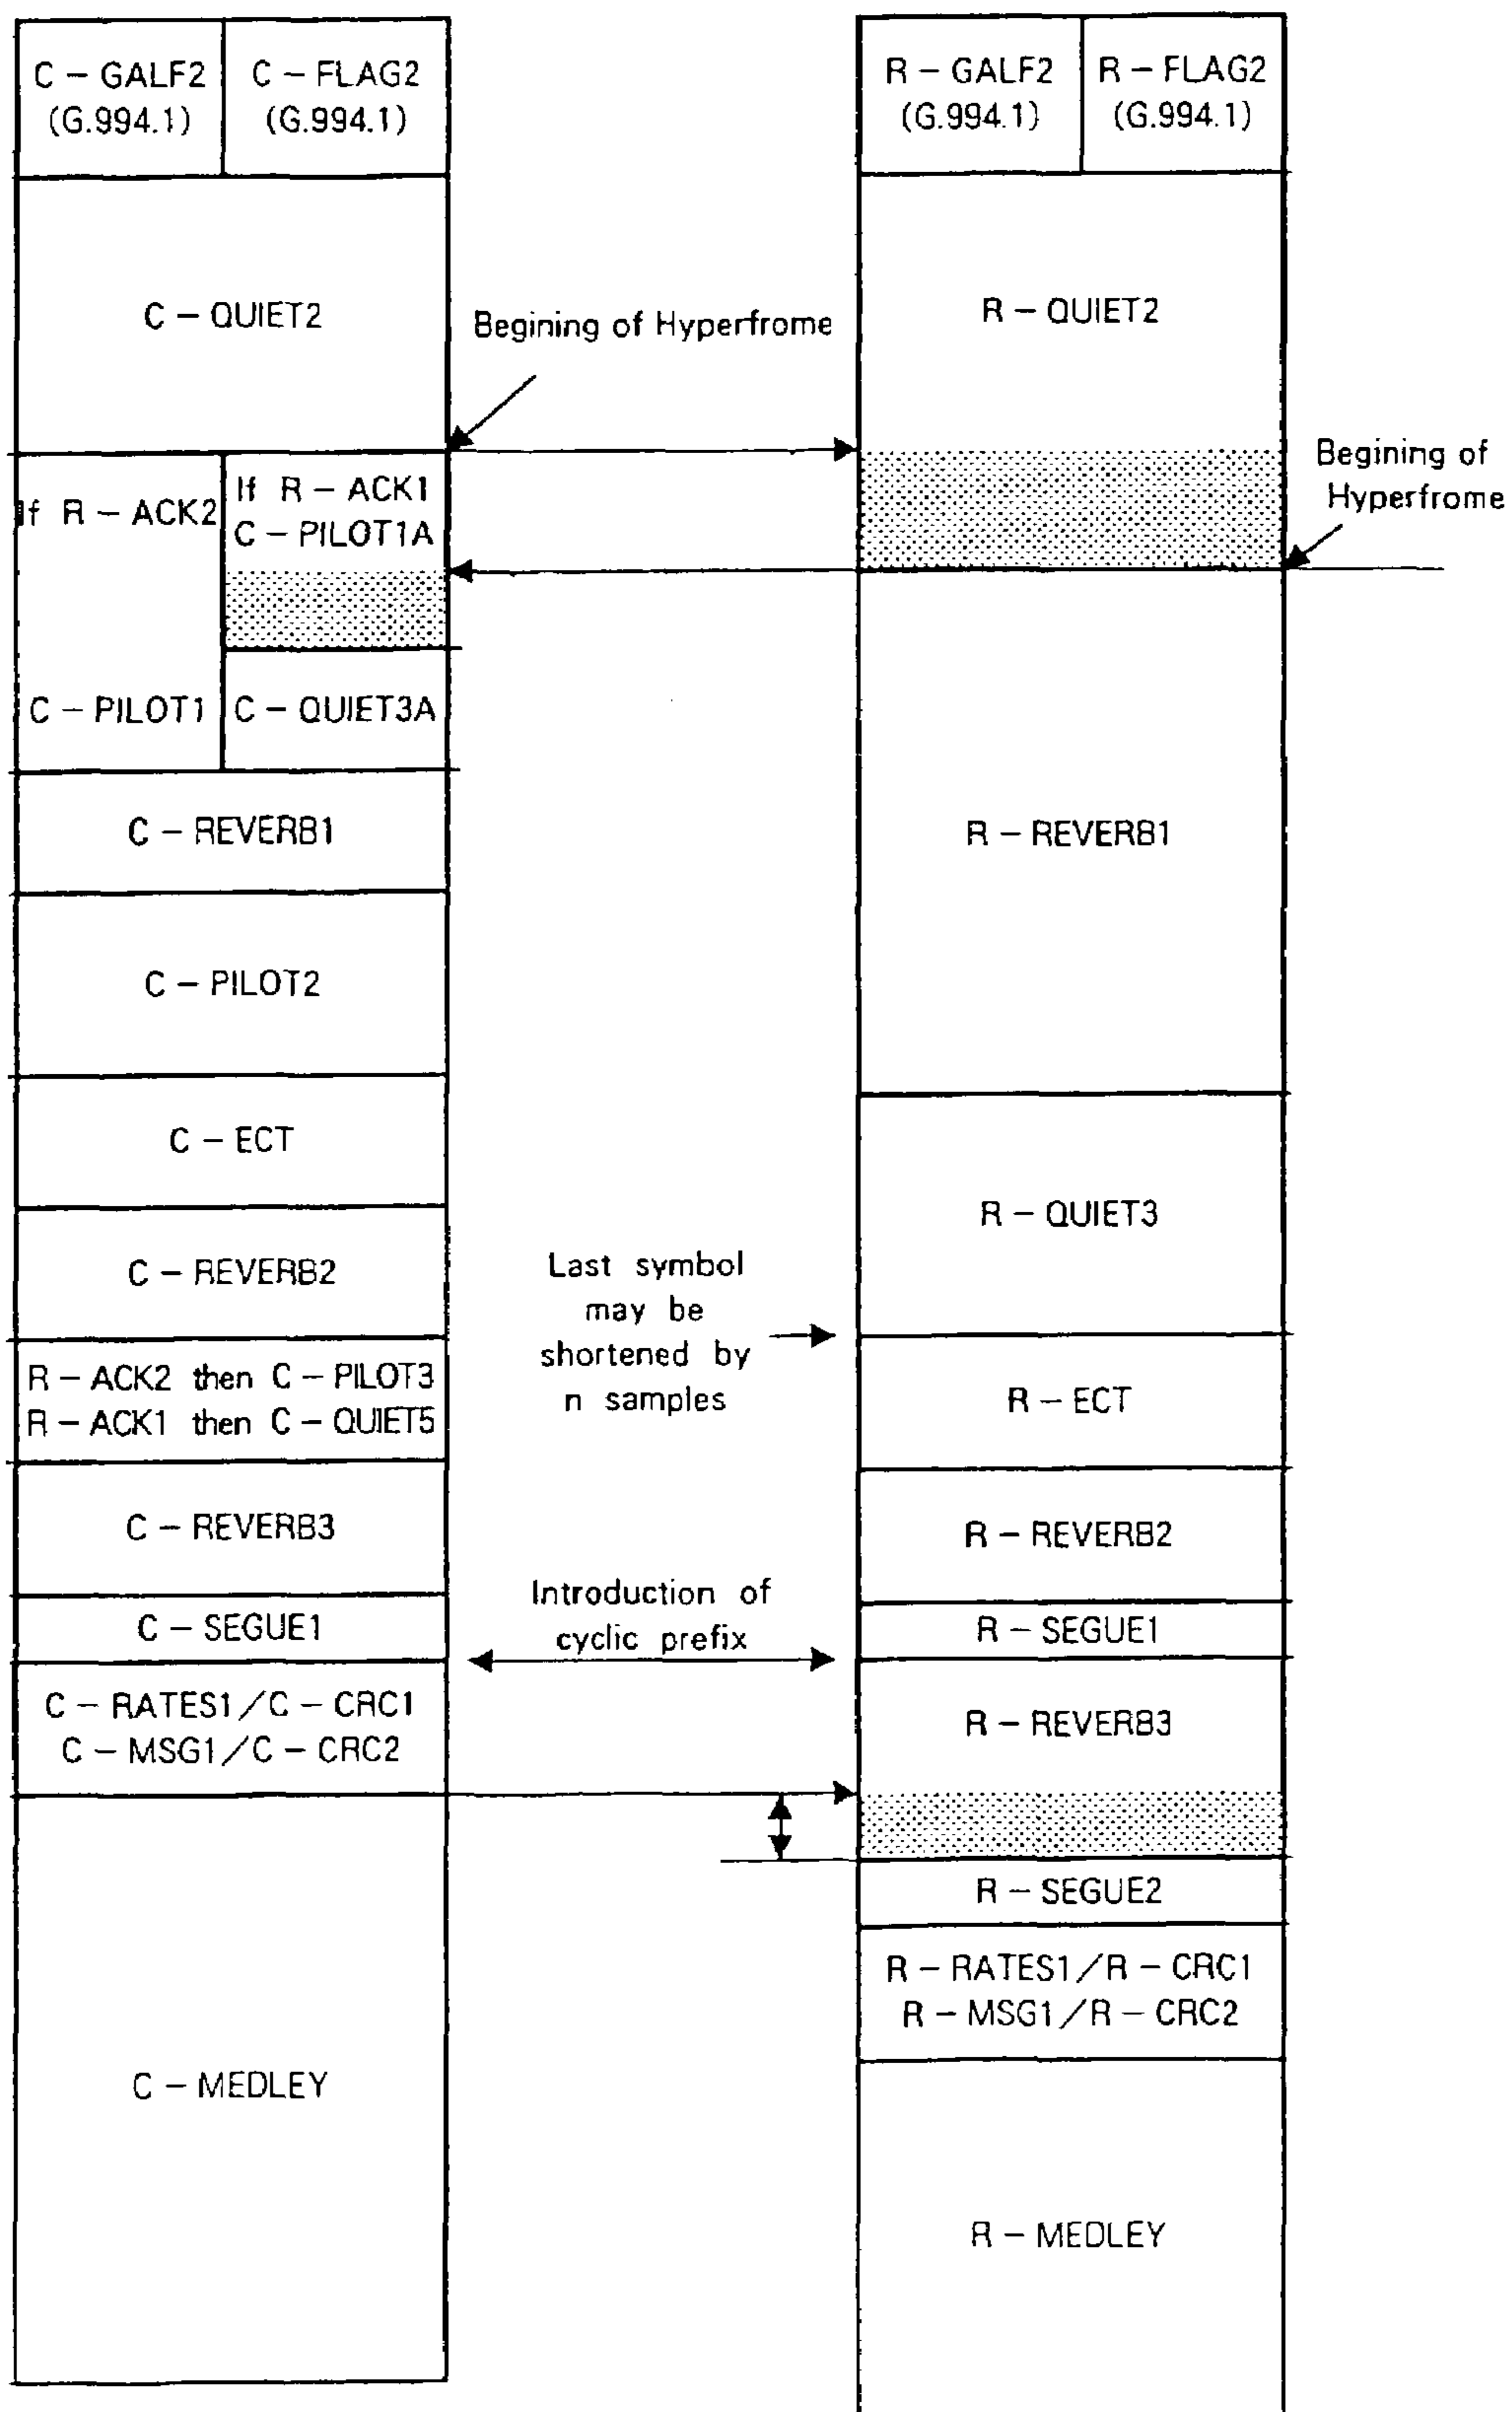 C – GALF2
(G.994.1)
C – FLAG2
(G.994.1)
C – QUIET2
If R – ACK2
If R – ACK1
C – PILOT1A
C – PILOT1
C – QUIET3A
C – REVERB1
C – PILOT2
C – ECT
C – REVERB2
R – ACK2 then C – PILOT3
R – ACK1 then C – QUIET5
C – REVERB3
C – SEGUE1
C – RATES1/C – CRC1
C – MSG1/C – CRC2
C – MEDLEY
Begining of Hyperfrome
Last symbol
may be
shortened by
n samples
Introduction of
cyclic prefix
R – GALF2
(G.994.1)
R – FLAG2
(G.994.1)
R – QUIET2
Begining of
Hyperfrome
R – REVERB1
R – QUIET3
R – ECT
R – REVERB2
R – SEGUE1
R – REVERB3
R – SEGUE2
R – RATES1/R – CRC1
R – MSG1/R – CRC2
R – MEDLEY